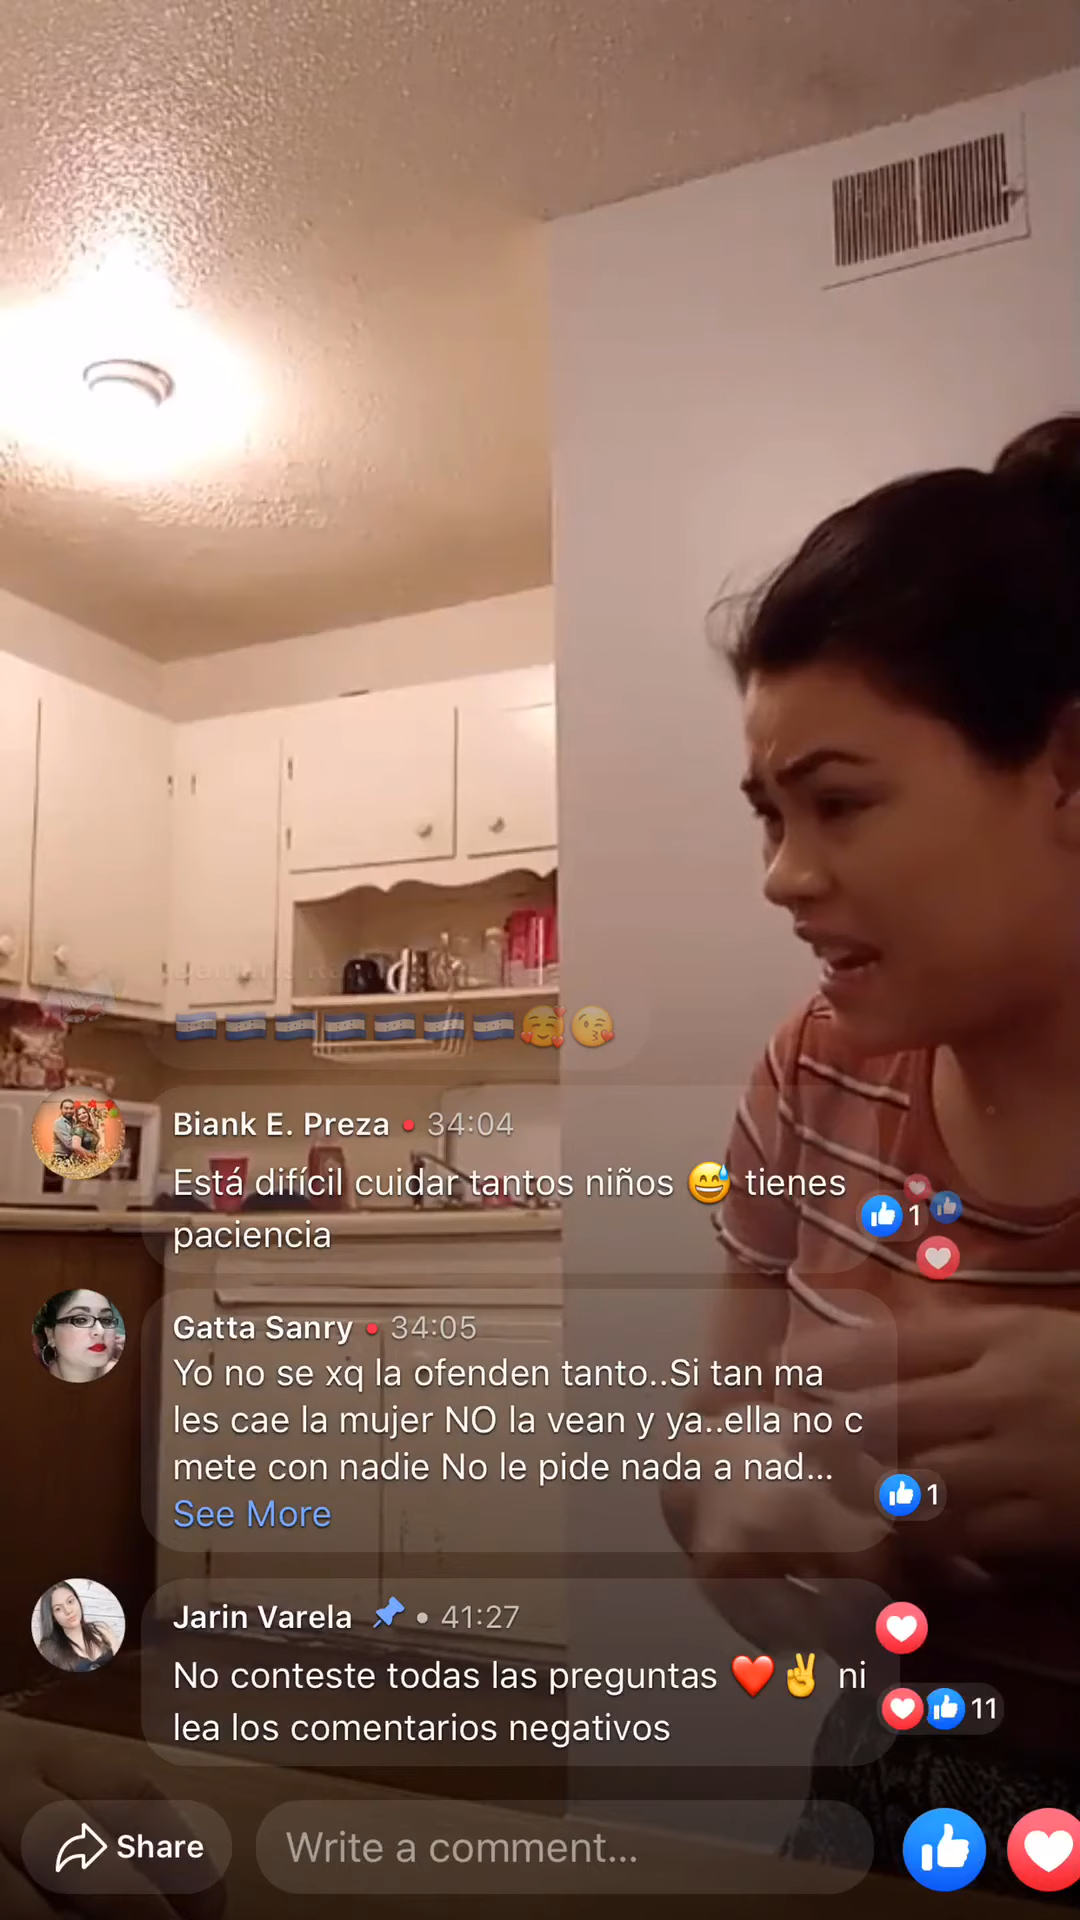 🇭🇳🇭🇳🇭🇳🇭🇳🇭🇳🇭🇳🇭🇳🥰😘
Biank E. Preza • 34:04
Está difícil cuidar tantos niños 😅 tienes
paciencia
1
Gatta Sanry • 34:05
Yo no se xq la ofenden tanto..Si tan ma
les cae la mujer NO la vean y ya..ella no c
mete con nadie No le pide nada a nad...
See More
1
Jarin Varela 📌 • 41:27
No conteste todas las preguntas ❤️✌️ ni
lea los comentarios negativos
11
Share
Write a comment...